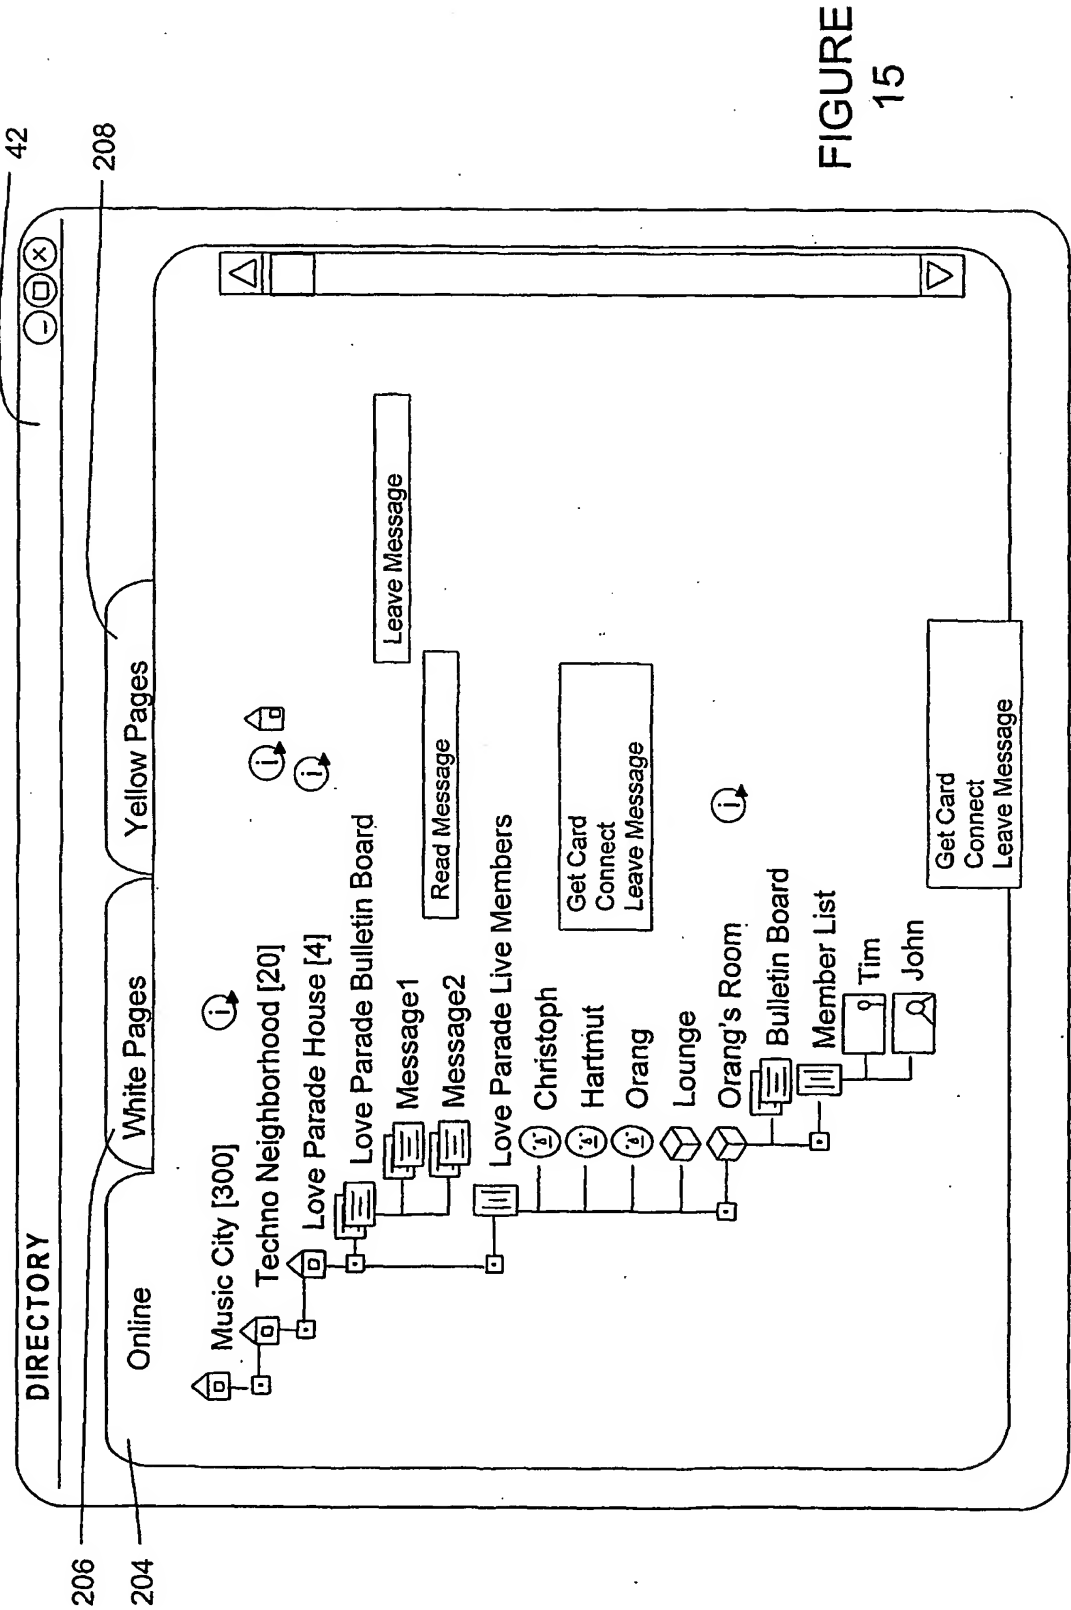 42
208
DIRECTORY
206
204
Online
White Pages
Yellow Pages
Music City [300]
i
Techno Neighborhood [20]
i
Love Parade House [4]
i
Love Parade Bulletin Board
Leave Message
Message1
Message2
Read Message
Love Parade Live Members
Christoph
Hartmut
Orang
Get Card
Connect
Leave Message
Lounge
Orang's Room
i
Bulletin Board
Member List
Tim
John
Get Card
Connect
Leave Message
FIGURE
15